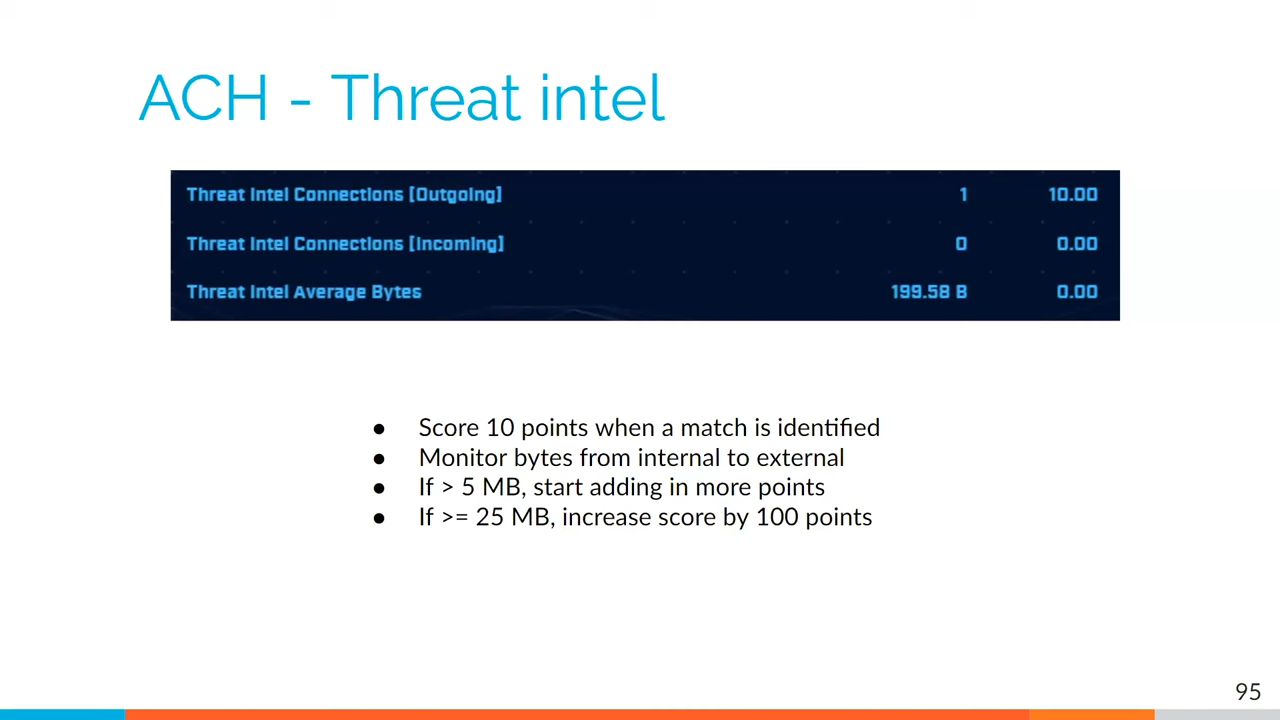 ACH - Threat intel
Threat Intel Connections [Outgoing] 1 10.00
Threat Intel Connections [Incoming] 0 0.00
Threat Intel Average Bytes 199.58 B 0.00
● Score 10 points when a match is identified
● Monitor bytes from internal to external
● If > 5 MB, start adding in more points
● If >= 25 MB, increase score by 100 points
95